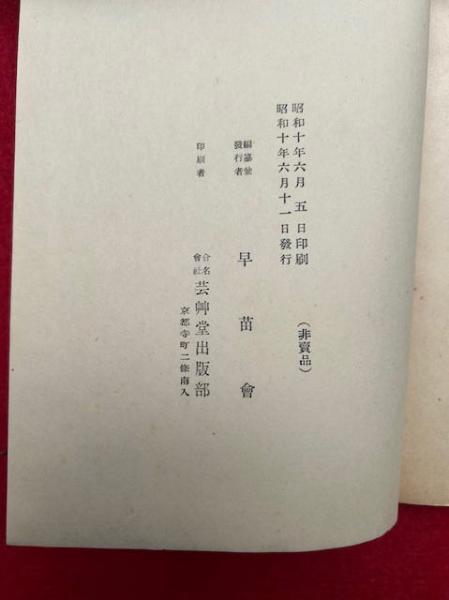 昭和十年六月　五　日印刷
昭和十年六月十一日發行
（非賣品）
編纂兼
發行者
早苗會
印刷者
合名
會社
芸艸堂出版部
京都寺町二條南入